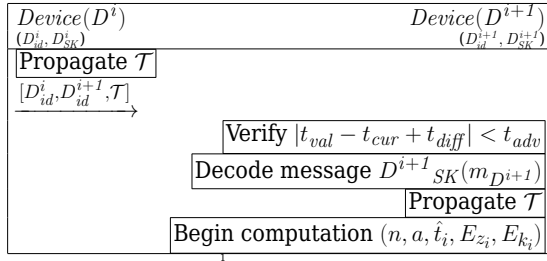 Device(D^i) Device(D^{i+1})
(D^i_{id}, D^i_{SK}) (D^{i+1}_{id}, D^{i+1}_{SK})
Propagate 𝒯
[D^i_{id}, D^{i+1}_{id}, 𝒯]
Verify |t_{val} − t_{cur} + t_{diff}| < t_{adv}
Decode message D^{i+1}_{SK}(m_{D^{i+1}})
Propagate 𝒯
Begin computation (n, a, t̂_i, E_{z_i}, E_{k_i})
1